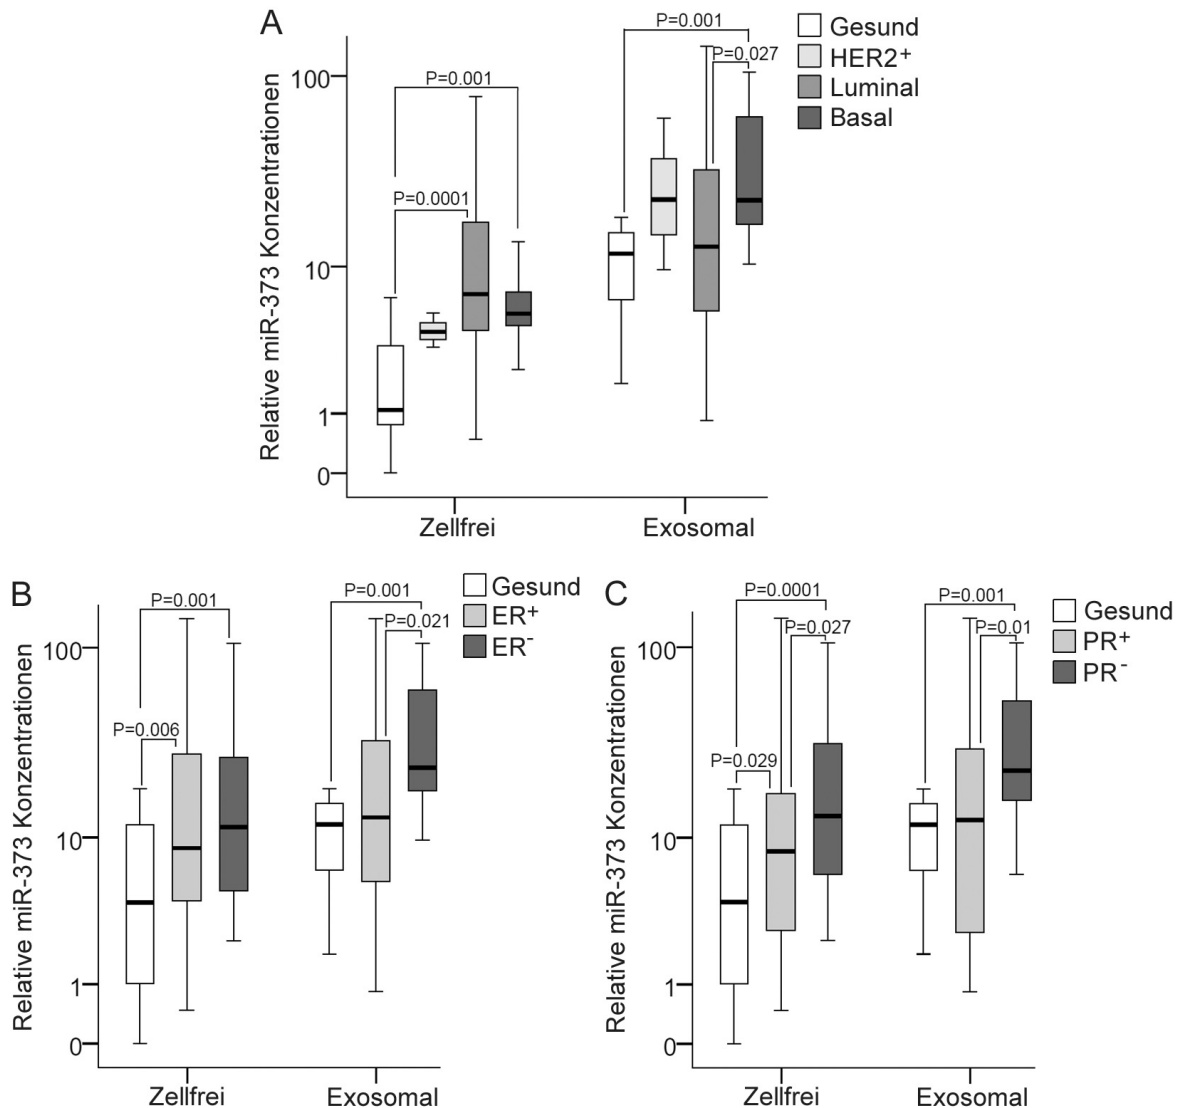 A
P=0.001
Gesund
HER2+
Luminal
Basal
P=0.027
P=0.001
P=0.0001
Relative miR-373 Konzentrationen
100
10
1
0
Zellfrei
Exosomal
B
P=0.001
P=0.001
P=0.021
P=0.006
Gesund
ER+
ER-
Relative miR-373 Konzentrationen
100
10
1
0
Zellfrei
Exosomal
C
P=0.0001
P=0.001
P=0.027
P=0.01
P=0.029
Gesund
PR+
PR-
Relative miR-373 Konzentrationen
100
10
1
0
Zellfrei
Exosomal